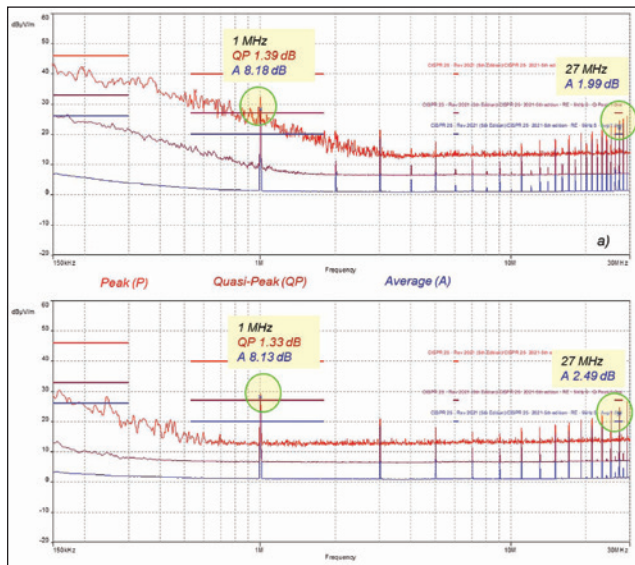 dBµV/m
60
50
40
30
20
10
0
-10
-20
1 MHz
QP 1.39 dB
A 8.18 dB
27 MHz
A 1.99 dB
a)
150kHz
1M
Frequency
10M
30MHz
Peak (P)
Quasi-Peak (QP)
Average (A)
dBµV/m
60
50
40
30
20
10
0
-10
-20
1 MHz
QP 1.33 dB
A 8.13 dB
27 MHz
A 2.49 dB
150kHz
1M
Frequency
10M
30MHz